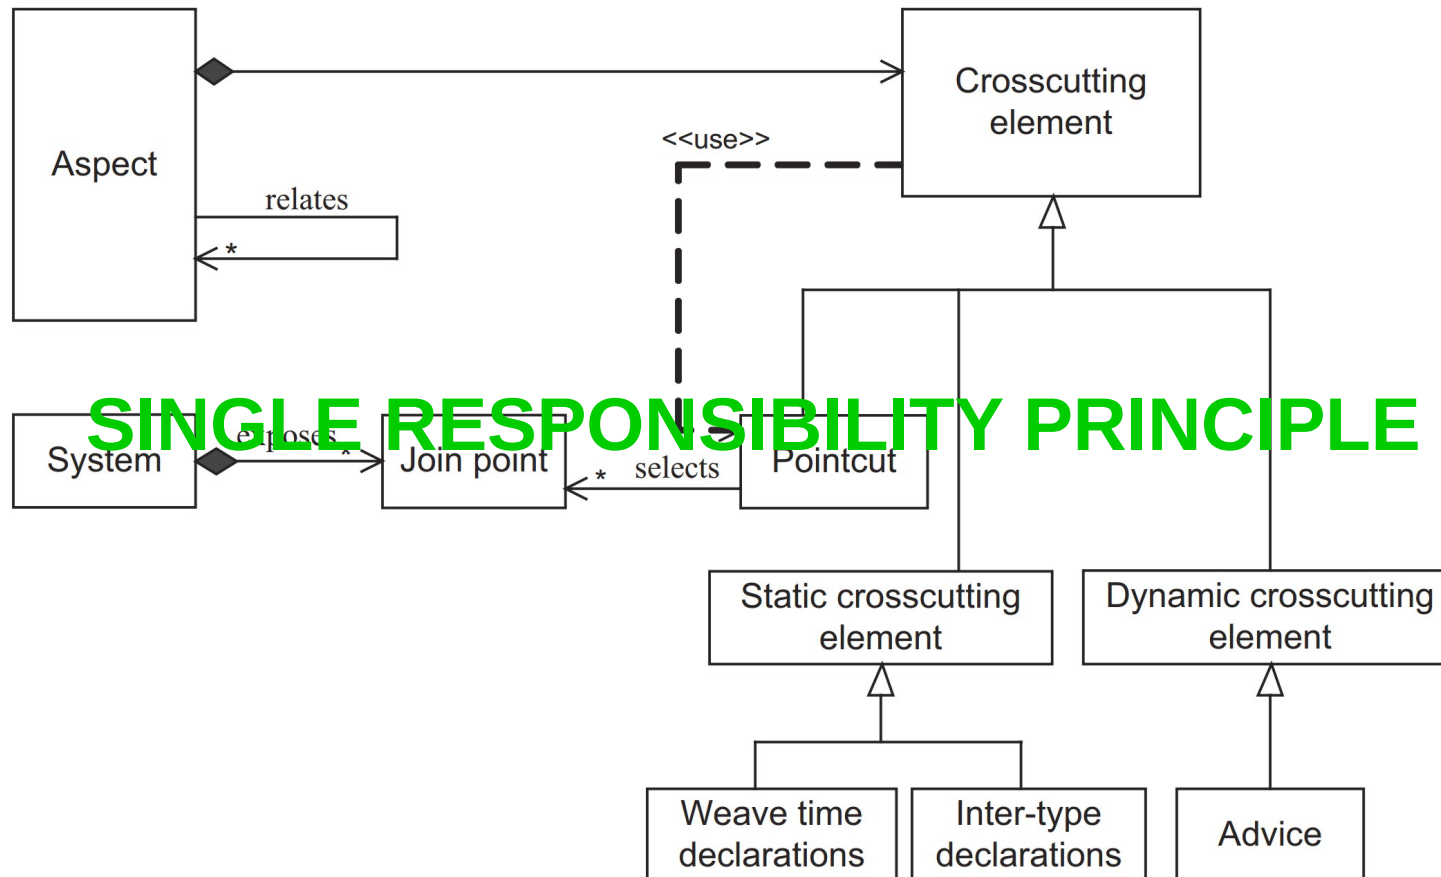 Crosscutting
element
<<use>>
Aspect
relates
*
SINGLE RESPONSIBILITY PRINCIPLE
exposes
*
System
Join point
*
selects
Pointcut
Static crosscutting
element
Dynamic crosscutting
element
Weave time
declarations
Inter-type
declarations
Advice